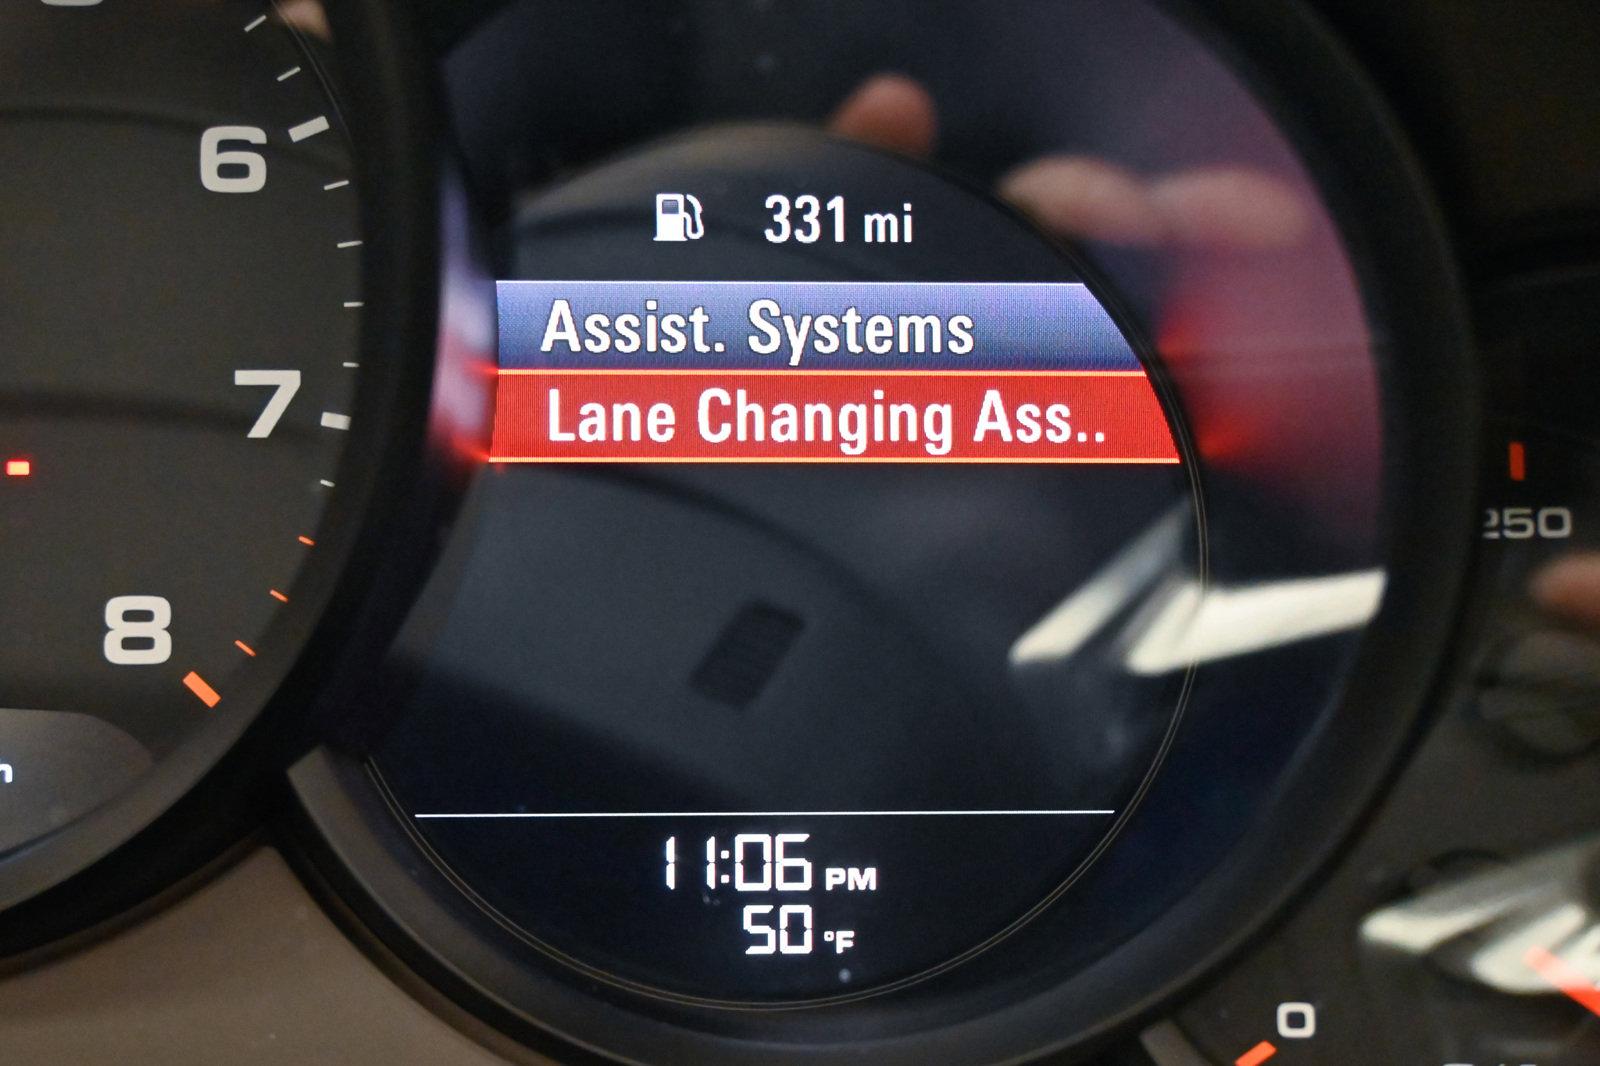 331 mi
Assist. Systems
Lane Changing Ass..
11:06 PM
50 °F
6
7
8
250
0